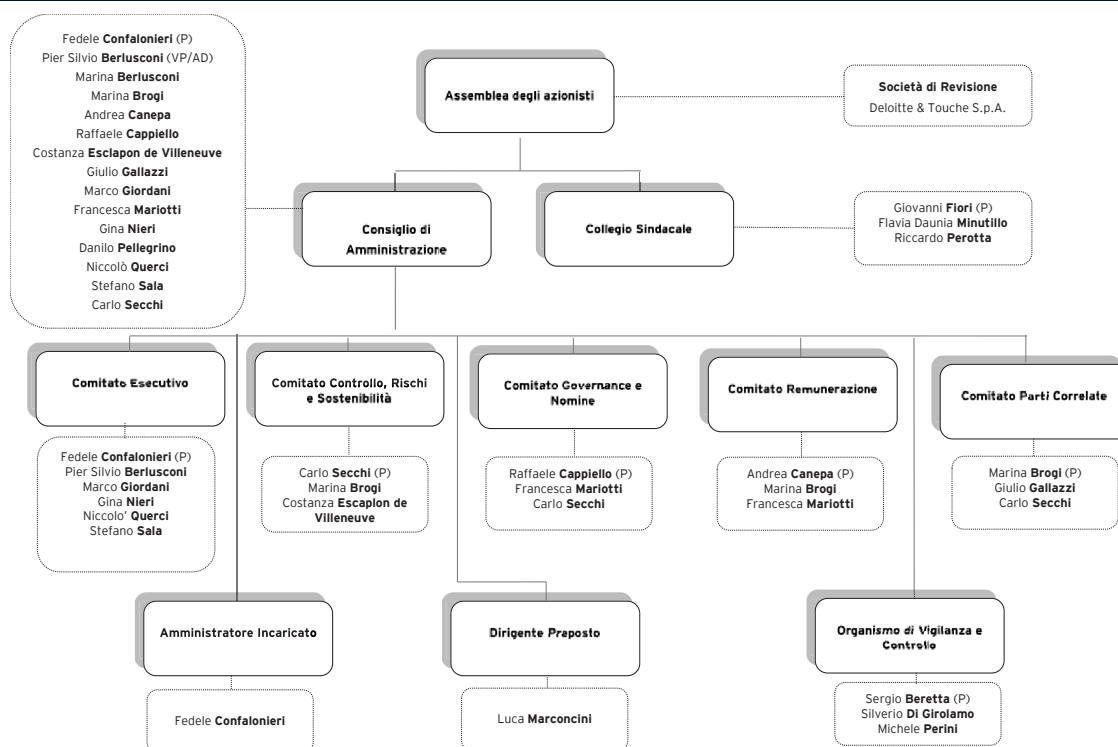 Fedele Confalonieri (P)
Pier Silvio Berlusconi (VP/AD)
Marina Berlusconi
Marina Brogi
Andrea Canepa
Raffaele Cappiello
Costanza Esclapon de Villeneuve
Giulio Gallazzi
Marco Giordani
Francesca Mariotti
Gina Nieri
Danilo Pellegrino
Niccolò Querci
Stefano Sala
Carlo Secchi
Assemblea degli azionisti
Società di Revisione
Deloitte & Touche S.p.A.
Consiglio di
Amministrazione
Collegio Sindacale
Giovanni Fiori (P)
Flavia Daunia Minutillo
Riccardo Perotta
Comitato Esecutivo
Fedele Confalonieri (P)
Pier Silvio Berlusconi
Marco Giordani
Gina Nieri
Niccolo' Querci
Stefano Sala
Comitato Controllo, Rischi
e Sostenibilità
Carlo Secchi (P)
Marina Brogi
Costanza Escaplon de
Villeneuve
Comitato Governance e
Nomine
Raffaele Cappiello (P)
Francesca Mariotti
Carlo Secchi
Comitato Remunerazione
Andrea Canepa (P)
Marina Brogi
Francesca Mariotti
Comitato Parti Correlate
Marina Brogi (P)
Giulio Gallazzi
Carlo Secchi
Amministratore Incaricato
Fedele Confalonieri
Dirigente Preposto
Luca Marconcini
Organismo di Vigilanza e
Controllo
Sergio Beretta (P)
Silverio Di Girolamo
Michele Perini